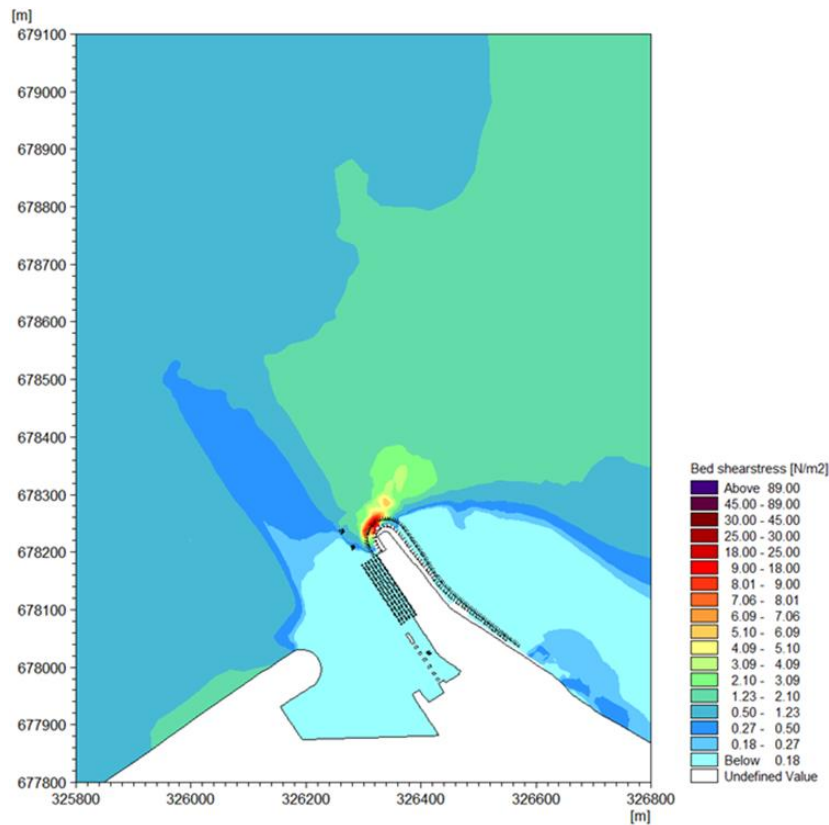 [m]
679100
679000
678900
678800
678700
678600
678500
678400
678300
678200
678100
678000
677900
677800
325800 326000 326200 326400 326600 326800
[m]
Bed shearstress [N/m2]
Above 89.00
45.00 - 89.00
30.00 - 45.00
25.00 - 30.00
18.00 - 25.00
9.00 - 18.00
8.01 - 9.00
7.06 - 8.01
6.09 - 7.06
5.10 - 6.09
4.09 - 5.10
3.09 - 4.09
2.10 - 3.09
1.23 - 2.10
0.50 - 1.23
0.27 - 0.50
0.18 - 0.27
Below 0.18
Undefined Value